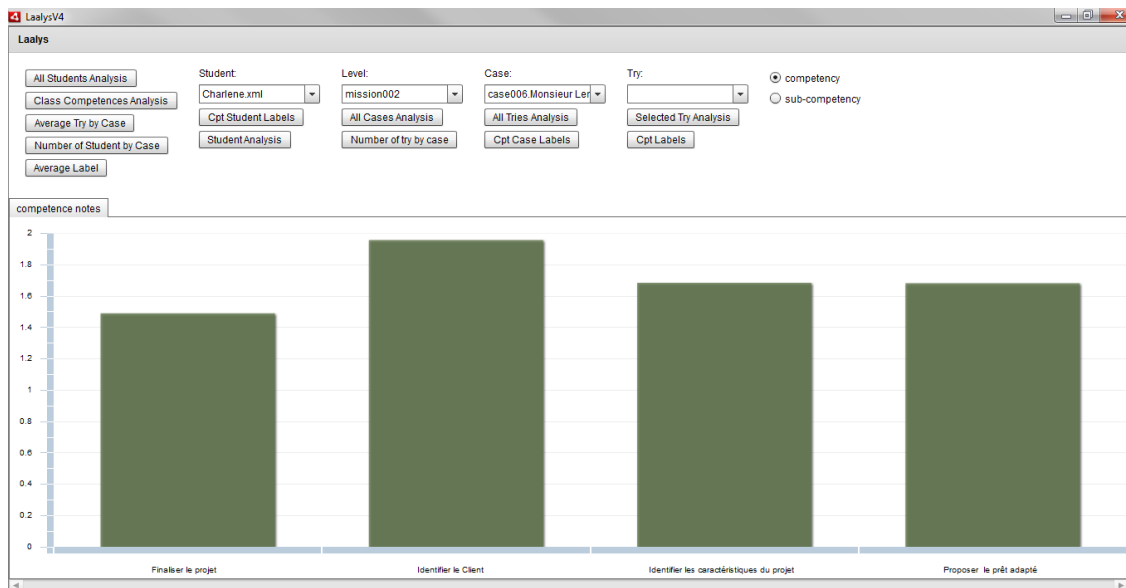 LaalysV4
Laalys
All Students Analysis
Class Competences Analysis
Average Try by Case
Number of Student by Case
Average Label
Student:
Charlene.xml
Cpt Student Labels
Student Analysis
Level:
mission002
All Cases Analysis
Number of try by case
Case:
case006.Monsieur Ler
All Tries Analysis
Cpt Case Labels
Try:
Selected Try Analysis
Cpt Labels
competency
sub-competency
competence notes
2
1.8
1.6
1.4
1.2
1
0.8
0.6
0.4
0.2
0
Finaliser le projet
Identifier le Client
Identifier les caractéristiques du projet
Proposer le prêt adapté